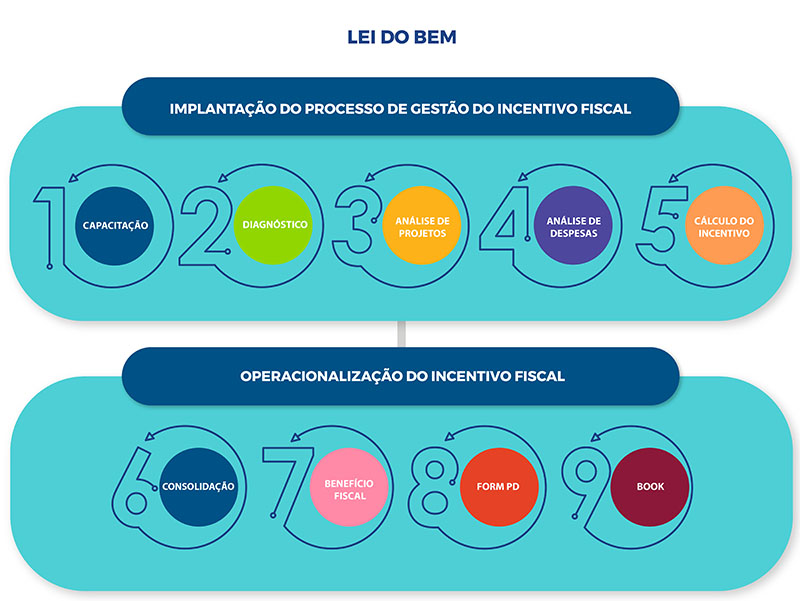 LEI DO BEM
IMPLANTAÇÃO DO PROCESSO DE GESTÃO DO INCENTIVO FISCAL
1
CAPACITAÇÃO
2
DIAGNÓSTICO
3
ANÁLISE DE
PROJETOS
4
ANÁLISE DE
DESPESAS
5
CÁLCULO DO
INCENTIVO
OPERACIONALIZAÇÃO DO INCENTIVO FISCAL
6
CONSOLIDAÇÃO
7
BENEFÍCIO
FISCAL
8
FORM PD
9
BOOK